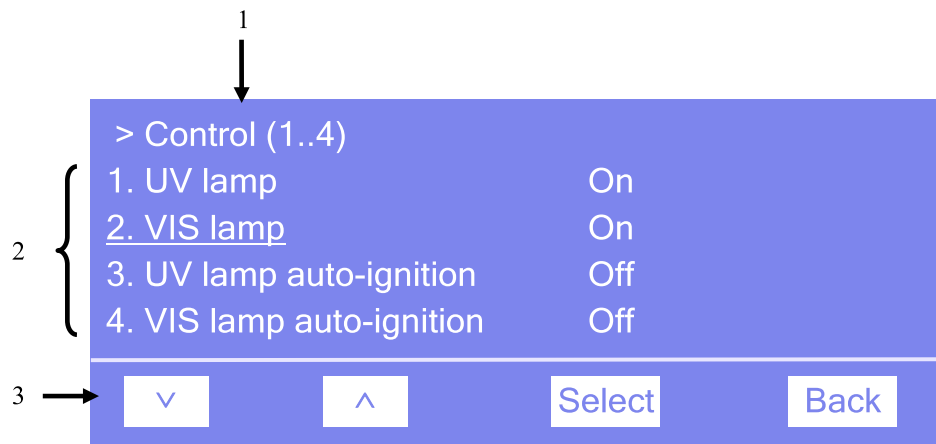 1
> Control (1..4)
1. UV lamp On
2. VIS lamp On
3. UV lamp auto-ignition Off
4. VIS lamp auto-ignition Off
2
3
˅ ˄ Select Back